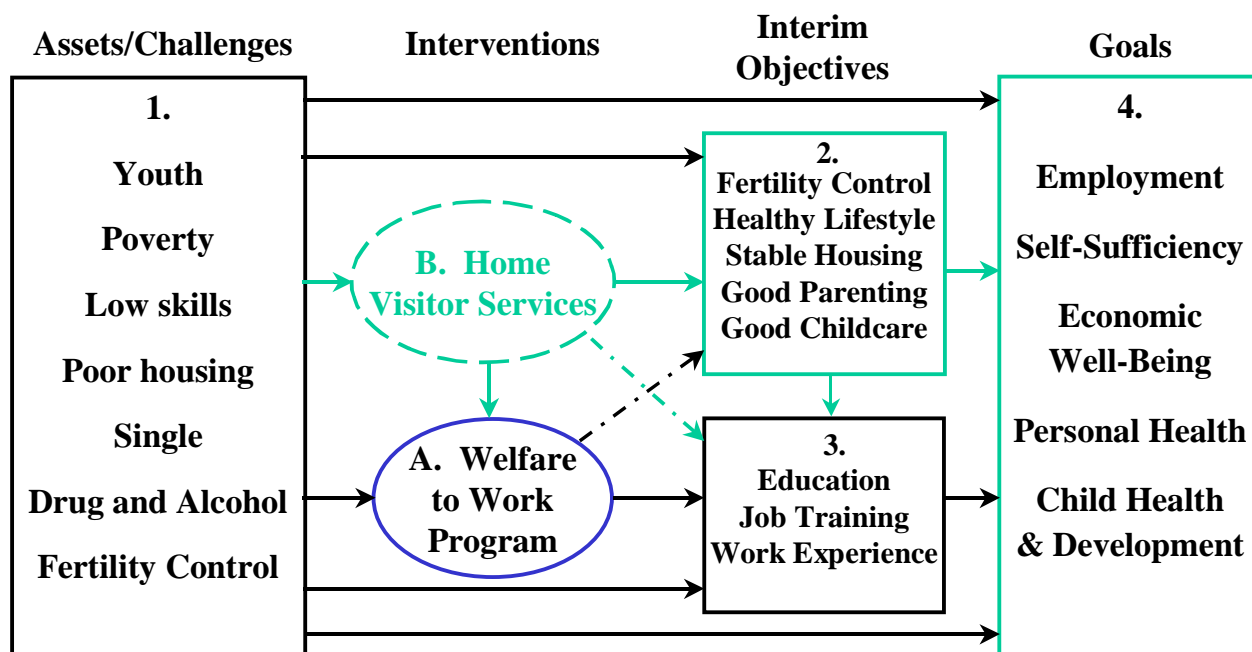 Assets/Challenges
Interventions
Interim
Objectives
Goals
1.
Youth
Poverty
Low skills
Poor housing
Single
Drug and Alcohol
Fertility Control
B. Home
Visitor Services
A. Welfare
to Work
Program
2.
Fertility Control
Healthy Lifestyle
Stable Housing
Good Parenting
Good Childcare
3.
Education
Job Training
Work Experience
4.
Employment
Self-Sufficiency
Economic
Well-Being
Personal Health
Child Health
& Development